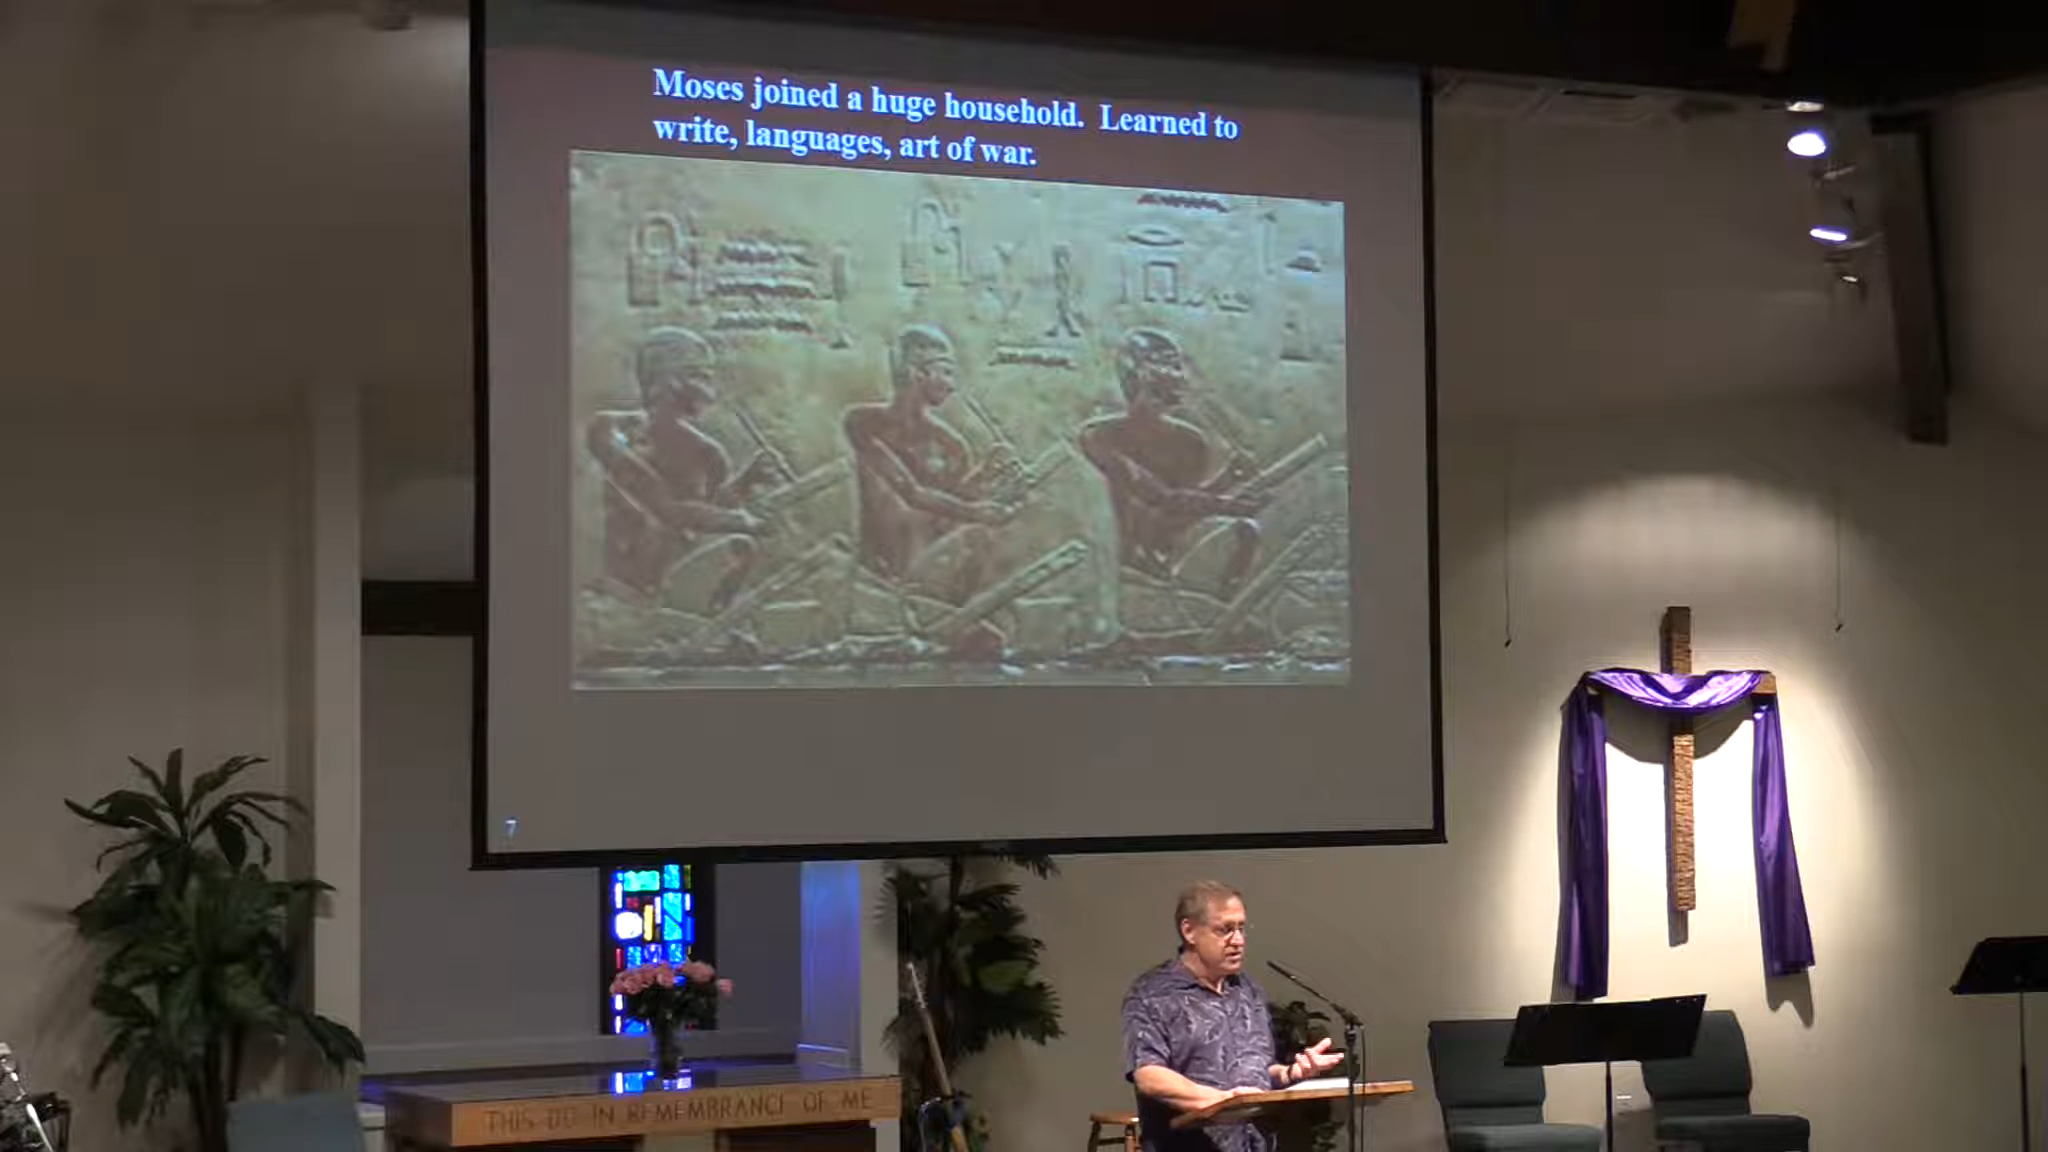 Moses joined a huge household.  Learned to
write, languages, art of war.
7
THIS DO IN REMEMBRANCE OF ME